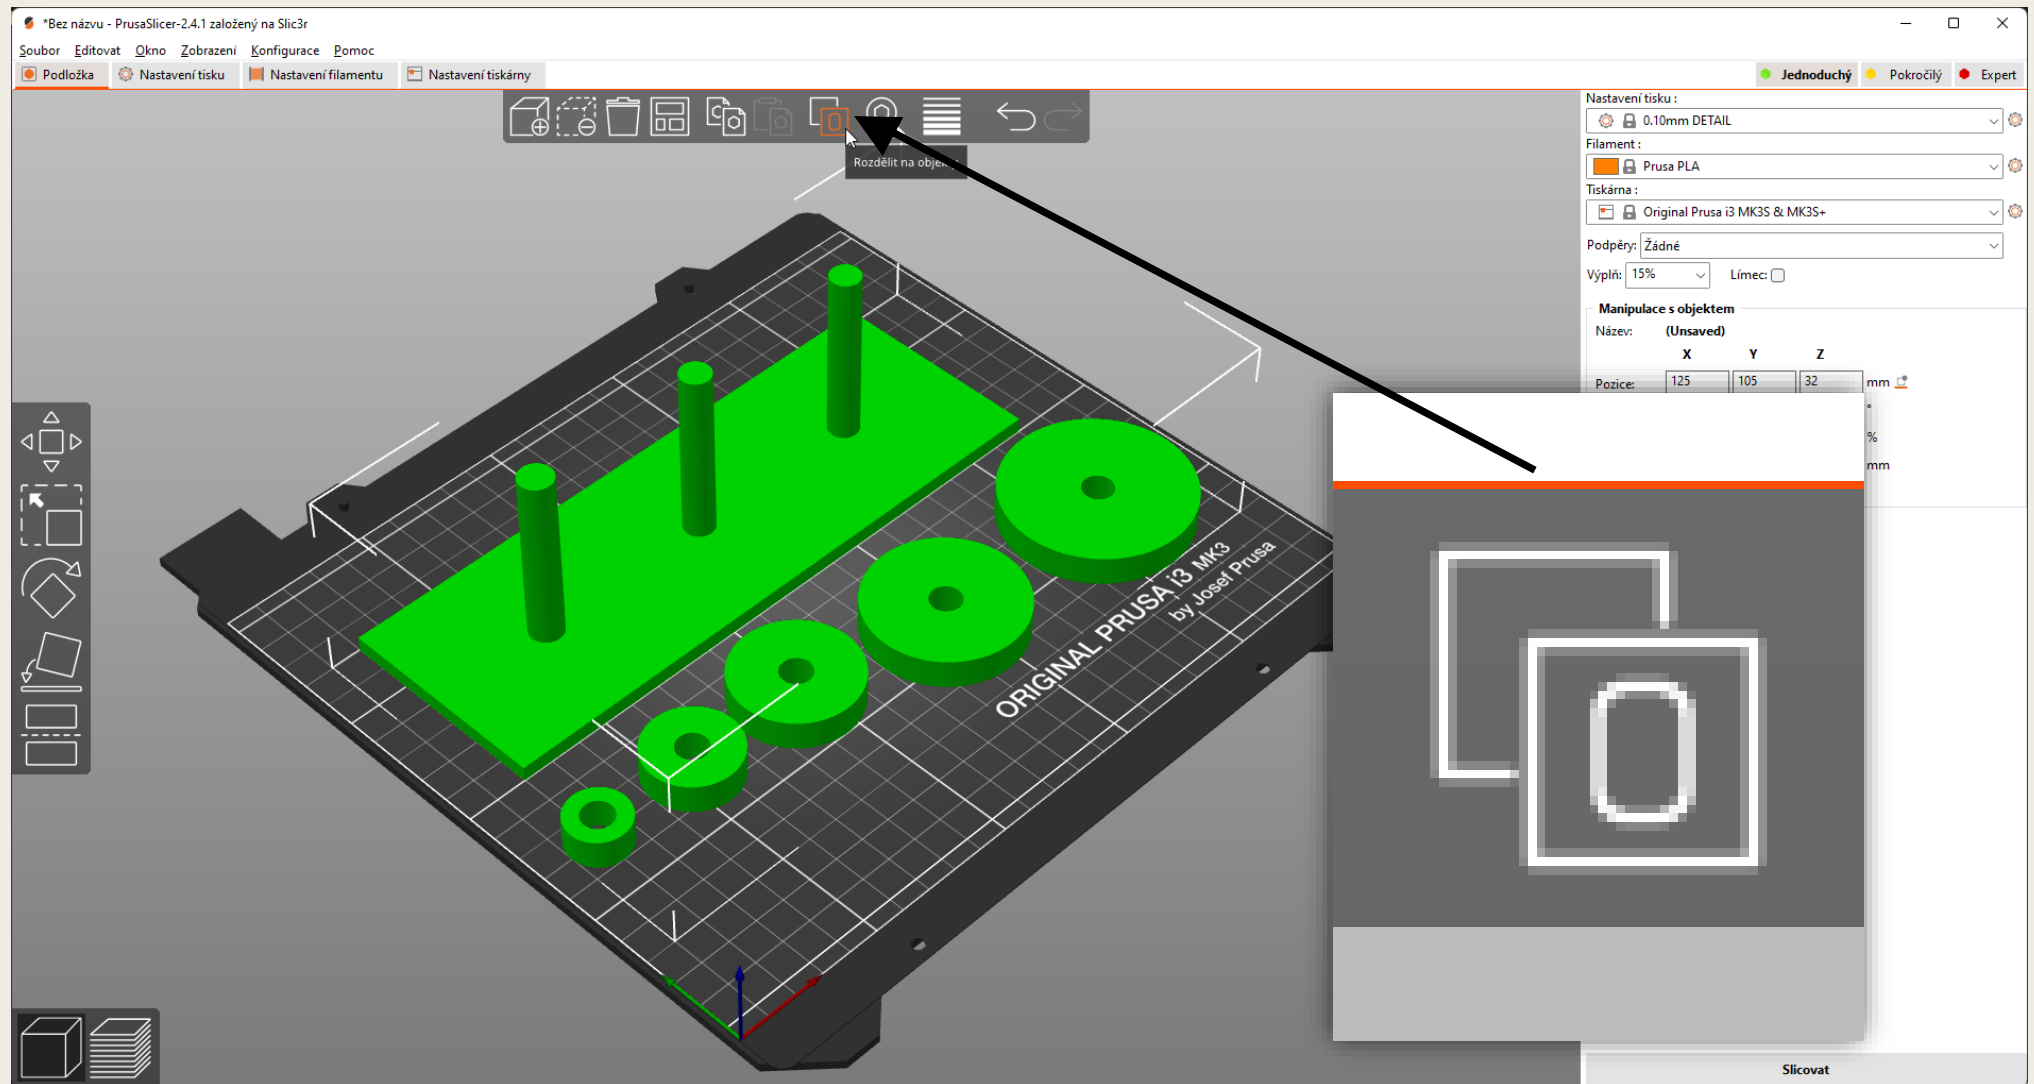 *Bez názvu - PrusaSlicer-2.4.1 založený na Slic3r
Soubor Editovat Okno Zobrazení Konfigurace Pomoc
Podložka Nastavení tisku Nastavení filamentu Nastavení tiskárny Jednoduchý Pokročilý Expert
Nastavení tisku :
0.10mm DETAIL
Filament :
Prusa PLA
Tiskárna :
Original Prusa i3 MK3S & MK3S+
Podpěry: Žádné
Výplň: 15% Límec:
Manipulace s objektem
Název: (Unsaved)
X Y Z
Pozice: 125 105 32 mm
°
%
mm
Rozdělit na objekty
ORIGINAL PRUSA i3 MK3
by Josef Prusa
Slicovat